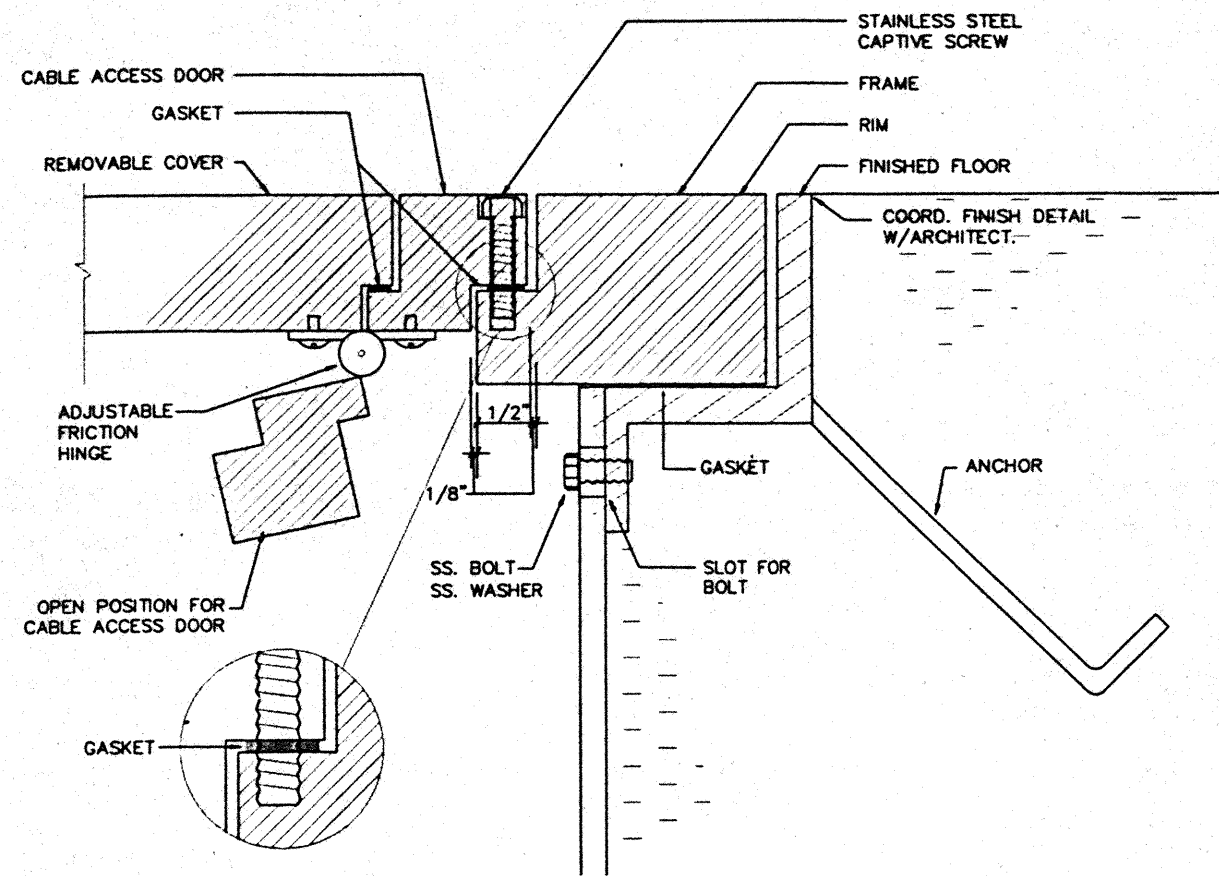 STAINLESS STEEL
CAPTIVE SCREW
CABLE ACCESS DOOR
FRAME
GASKET
RIM
REMOVABLE COVER
FINISHED FLOOR
COORD. FINISH DETAIL
W/ARCHITECT.
ADJUSTABLE
FRICTION
HINGE
1/2"
1/8"
GASKET
ANCHOR
SS. BOLT
SS. WASHER
SLOT FOR
BOLT
OPEN POSITION FOR
CABLE ACCESS DOOR
GASKET